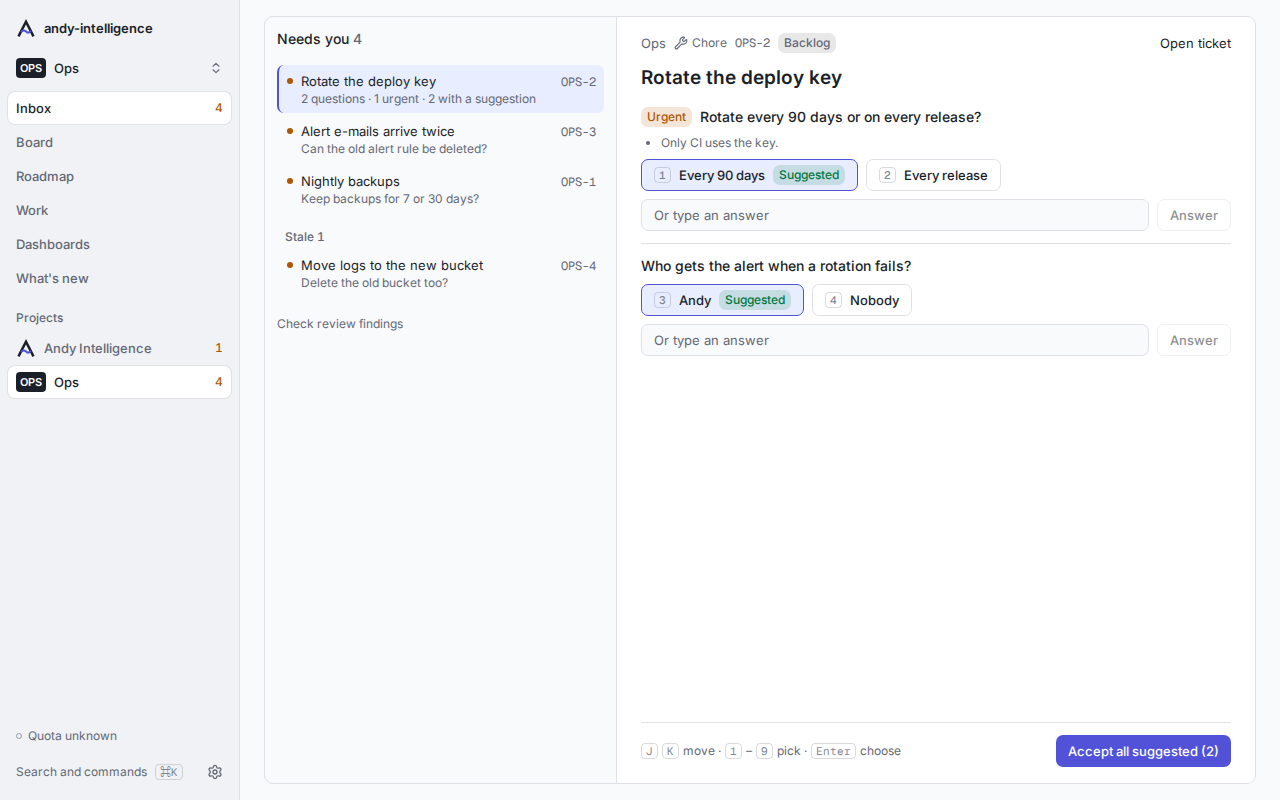 andy-intelligence
OPS Ops
Inbox 4
Board
Roadmap
Work
Dashboards
What's new
Projects
Andy Intelligence 1
OPS Ops 4
Quota unknown
Search and commands ⌘K
Needs you 4
Rotate the deploy key OPS-2
2 questions · 1 urgent · 2 with a suggestion
Alert e-mails arrive twice OPS-3
Can the old alert rule be deleted?
Nightly backups OPS-1
Keep backups for 7 or 30 days?
Stale 1
Move logs to the new bucket OPS-4
Delete the old bucket too?
Check review findings
Ops Chore OPS-2 Backlog Open ticket
Rotate the deploy key
Urgent Rotate every 90 days or on every release?
• Only CI uses the key.
1 Every 90 days Suggested 2 Every release
Or type an answer Answer
Who gets the alert when a rotation fails?
3 Andy Suggested 4 Nobody
Or type an answer Answer
J K move · 1 – 9 pick · Enter choose Accept all suggested (2)